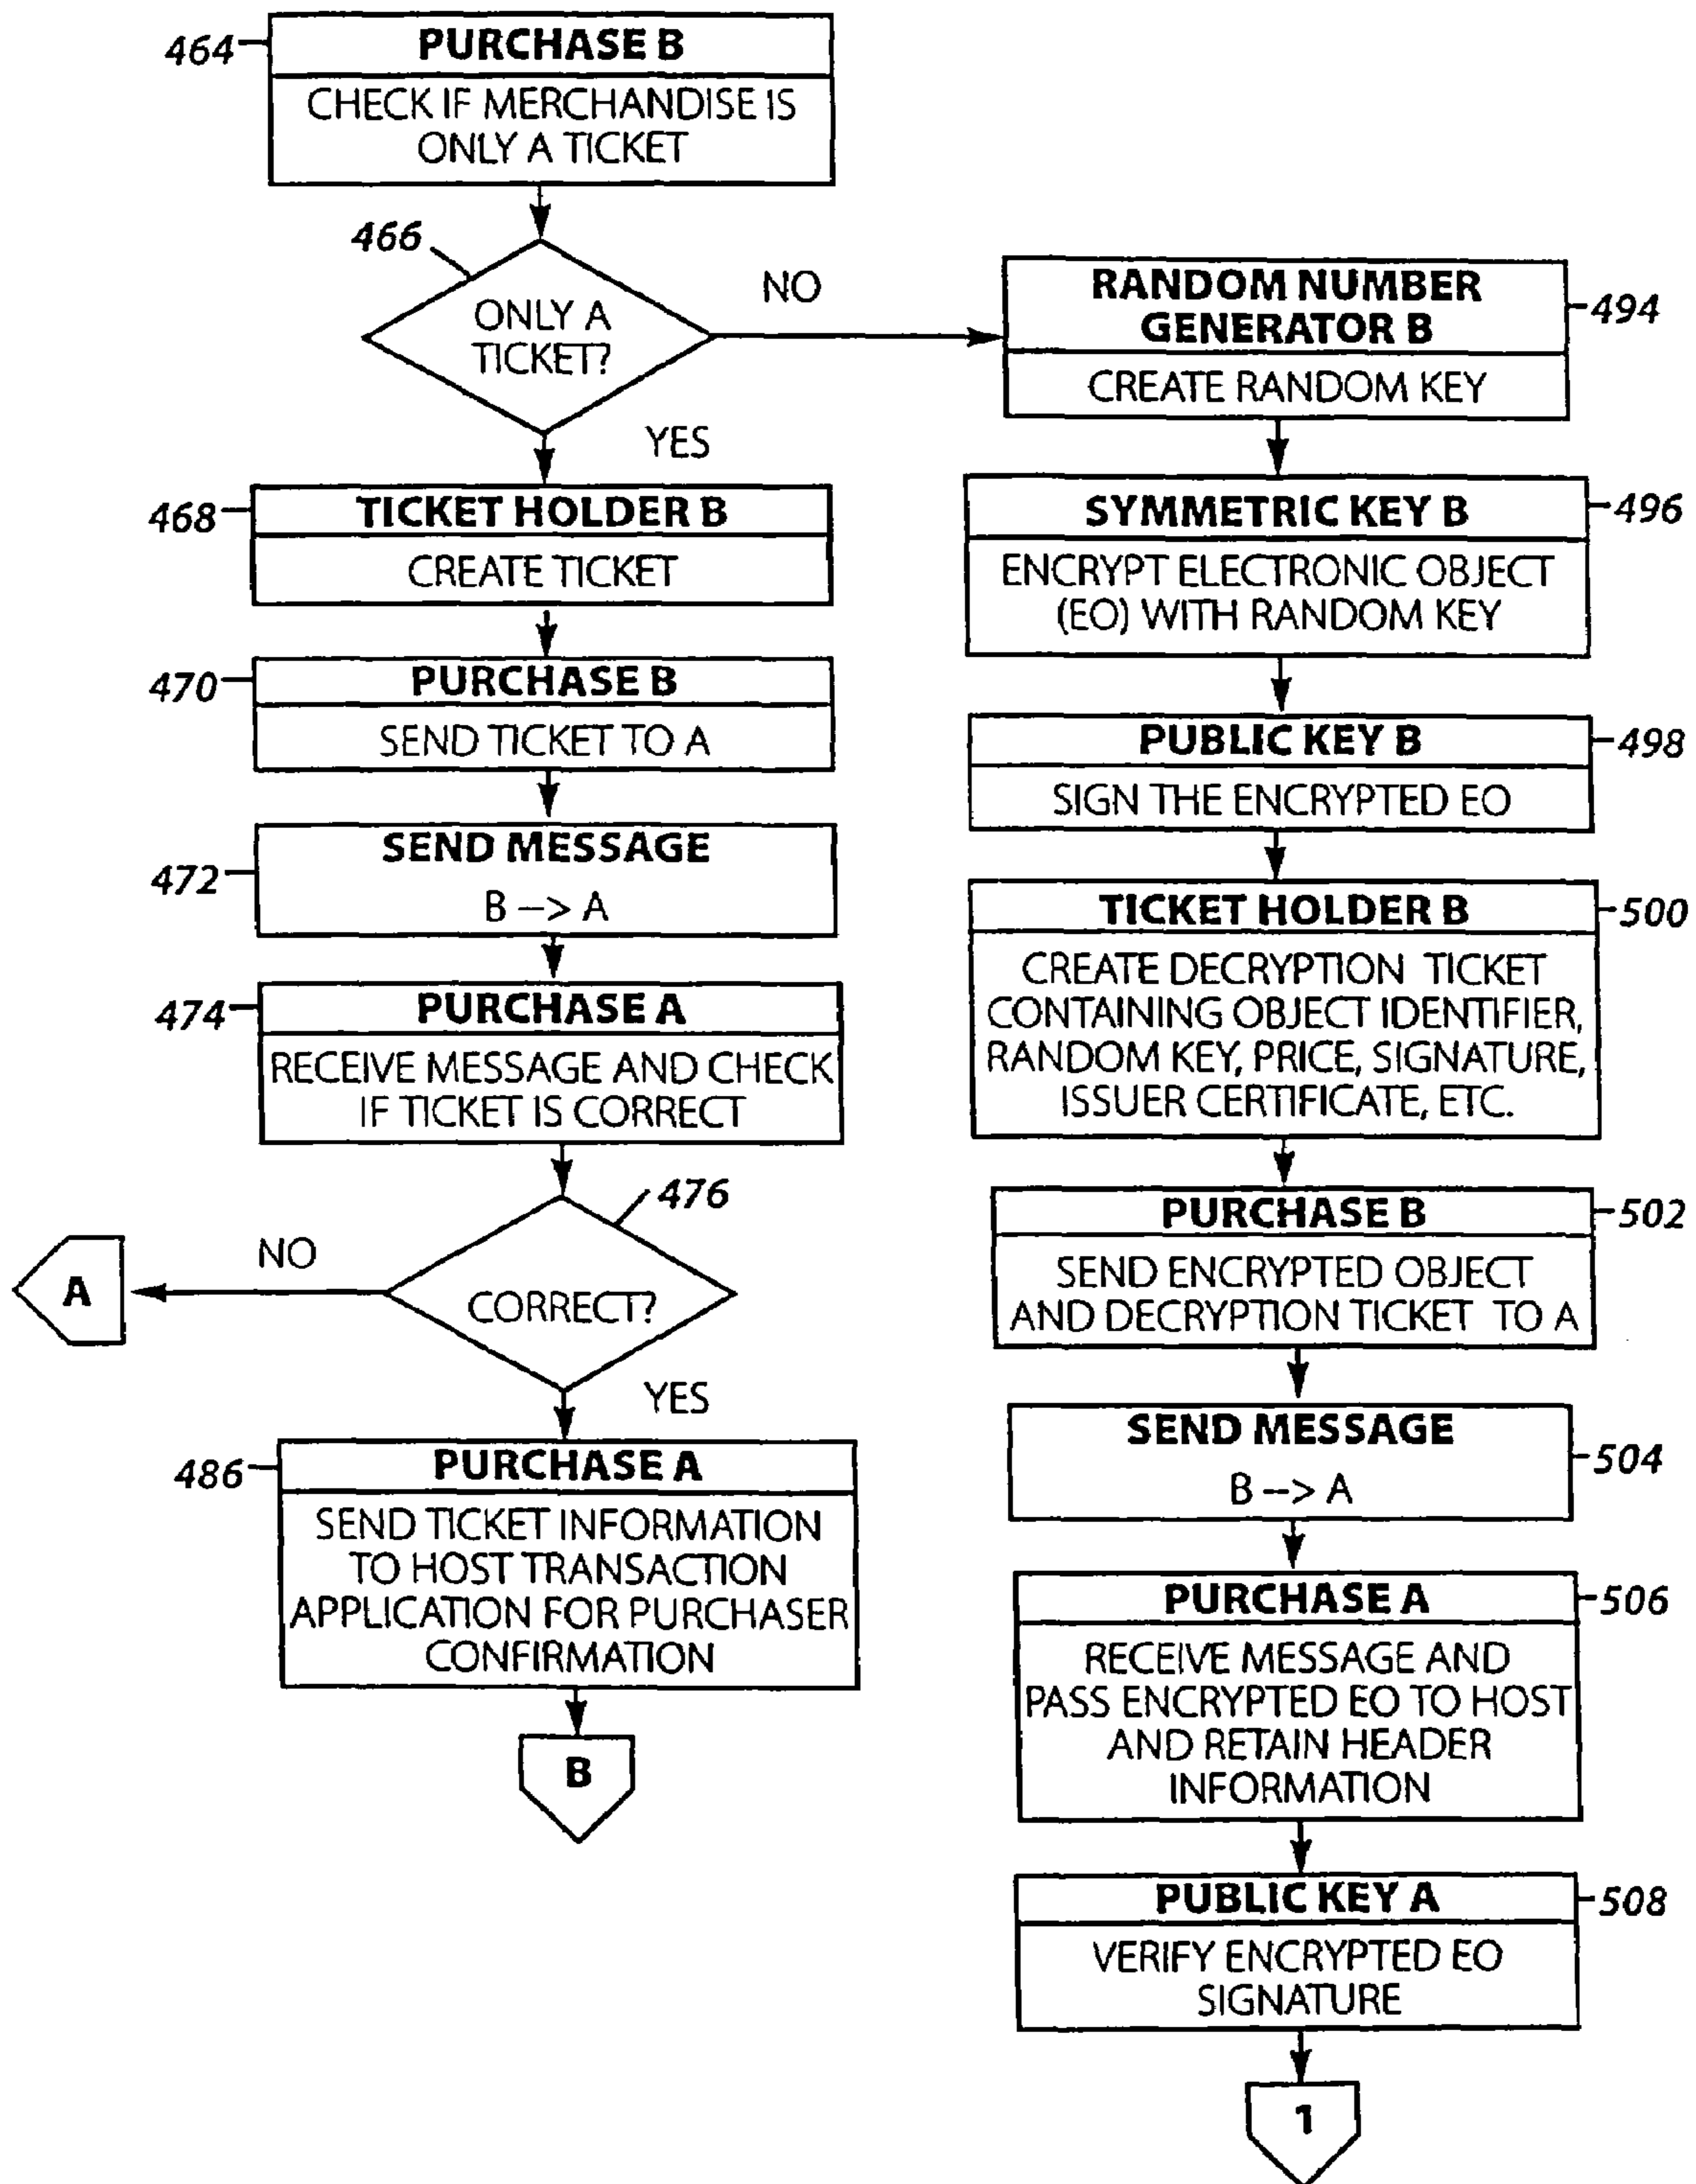 464
PURCHASE B
CHECK IF MERCHANDISE IS
ONLY A TICKET
466
ONLY A
TICKET?
NO
YES
468
TICKET HOLDER B
CREATE TICKET
470
PURCHASE B
SEND TICKET TO A
472
SEND MESSAGE
B --> A
474
PURCHASE A
RECEIVE MESSAGE AND CHECK
IF TICKET IS CORRECT
476
CORRECT?
NO
A
YES
486
PURCHASE A
SEND TICKET INFORMATION
TO HOST TRANSACTION
APPLICATION FOR PURCHASER
CONFIRMATION
B
RANDOM NUMBER
GENERATOR B
494
CREATE RANDOM KEY
SYMMETRIC KEY B
496
ENCRYPT ELECTRONIC OBJECT
(EO) WITH RANDOM KEY
PUBLIC KEY B
498
SIGN THE ENCRYPTED EO
TICKET HOLDER B
500
CREATE DECRYPTION TICKET
CONTAINING OBJECT IDENTIFIER,
RANDOM KEY, PRICE, SIGNATURE,
ISSUER CERTIFICATE, ETC.
PURCHASE B
502
SEND ENCRYPTED OBJECT
AND DECRYPTION TICKET TO A
SEND MESSAGE
504
B --> A
PURCHASE A
506
RECEIVE MESSAGE AND
PASS ENCRYPTED EO TO HOST
AND RETAIN HEADER
INFORMATION
PUBLIC KEY A
508
VERIFY ENCRYPTED EO
SIGNATURE
1